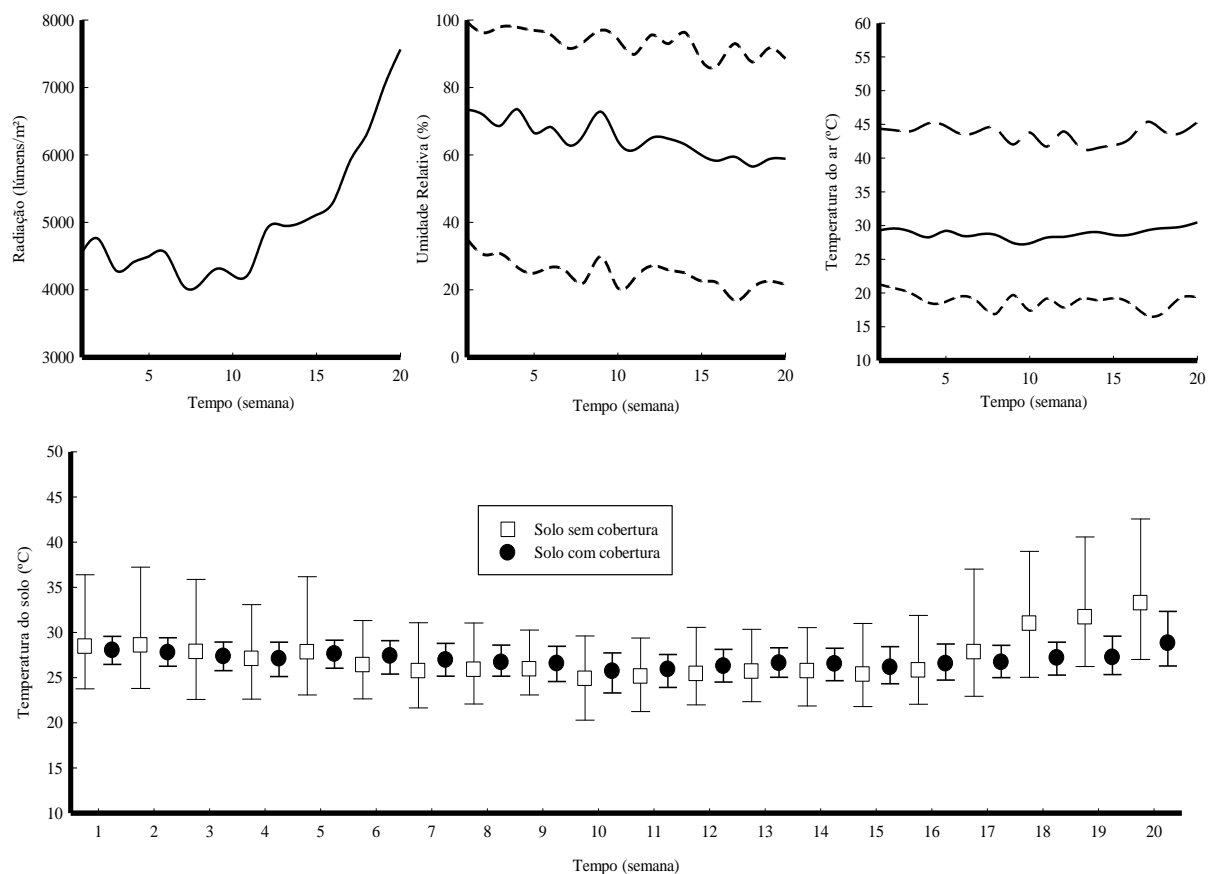 8000
7000
6000
5000
4000
3000
Radiação (lúmens/m²)
5 10 15 20
Tempo (semana)
100
80
60
40
20
0
Umidade Relativa (%)
5 10 15 20
Tempo (semana)
60
55
50
45
40
35
30
25
20
15
10
Temperatura do ar (ºC)
5 10 15 20
Tempo (semana)
50
45
40
35
30
25
20
15
10
Temperatura do solo (ºC)
Solo sem cobertura
Solo com cobertura
1 2 3 4 5 6 7 8 9 10 11 12 13 14 15 16 17 18 19 20
Tempo (semana)